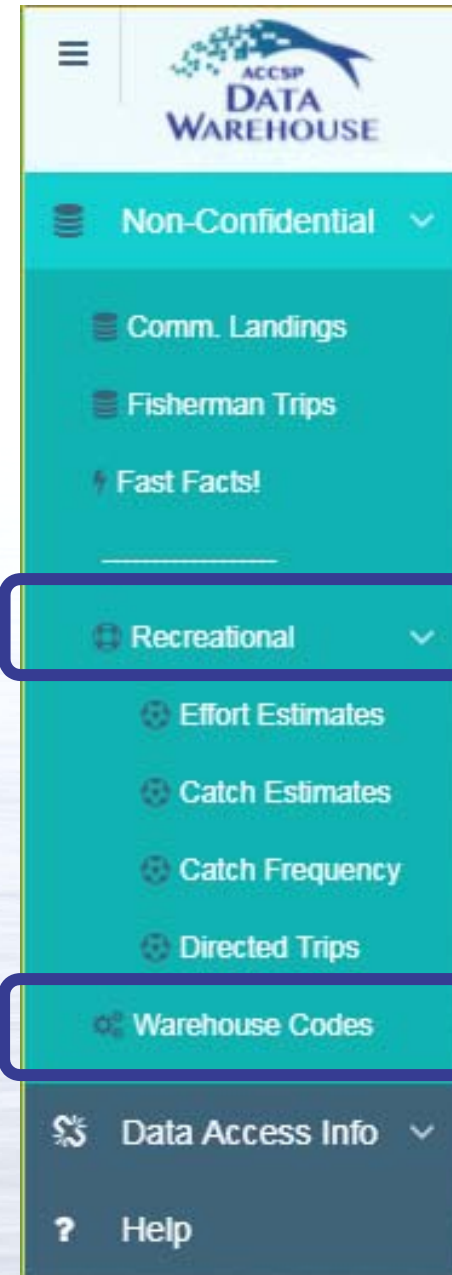 ACCSP
DATA
WAREHOUSE
Non-Confidential
Comm. Landings
Fisherman Trips
Fast Facts!
Recreational
Effort Estimates
Catch Estimates
Catch Frequency
Directed Trips
Warehouse Codes
Data Access Info
? Help